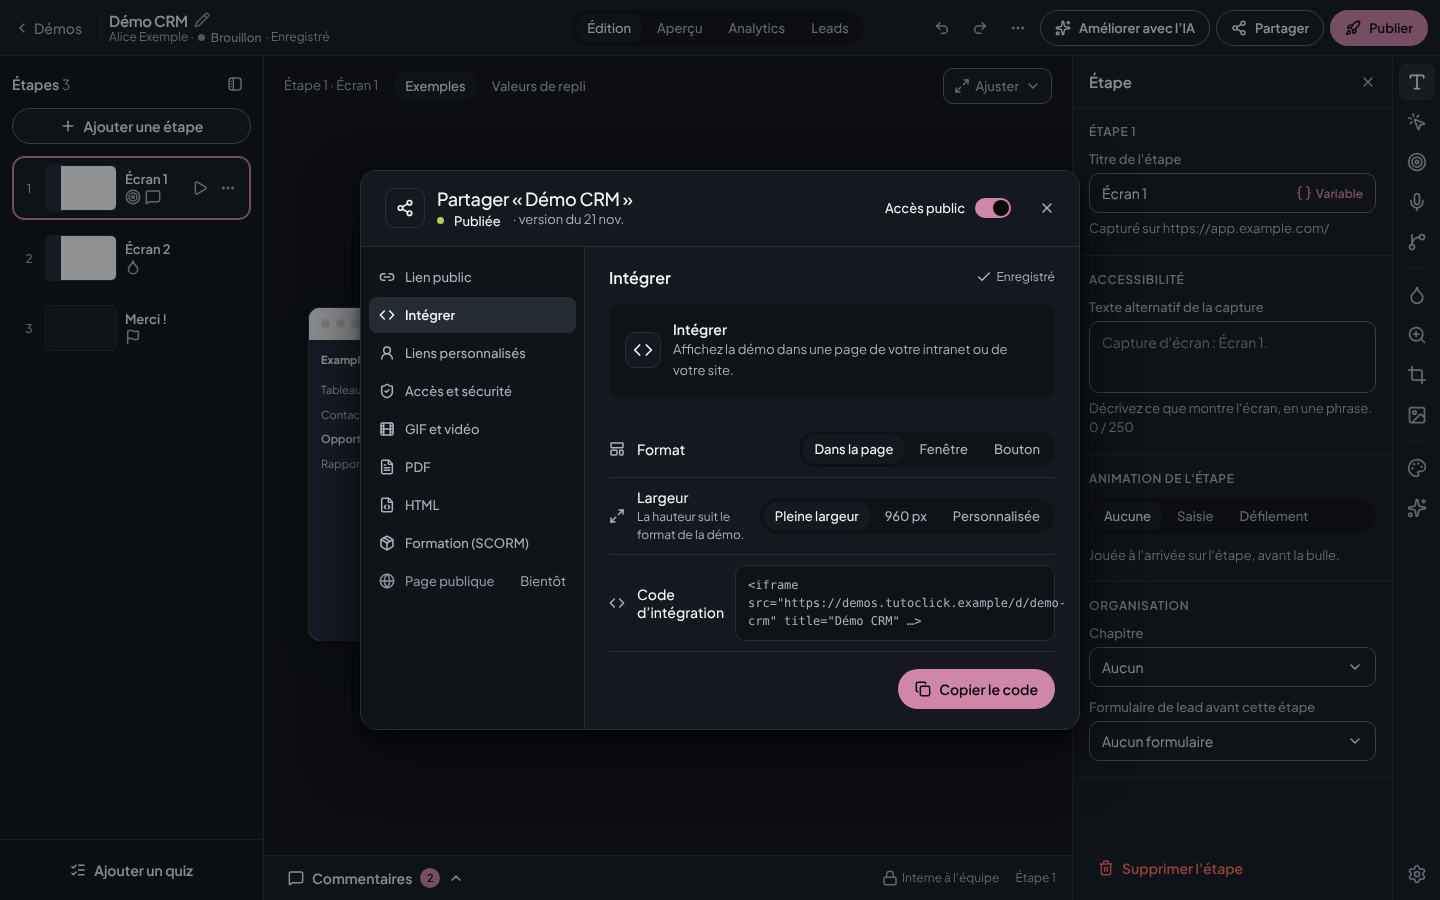 Démos
Démo CRM
Alice Exemple · Brouillon · Enregistré
Édition
Aperçu
Analytics
Leads
Améliorer avec l’IA
Partager
Publier
Étapes 3
Ajouter une étape
1
Écran 1
2
Écran 2
3
Merci !
Ajouter un quiz
Étape 1 · Écran 1
Exemples
Valeurs de repli
Ajuster
Contac
Opport
Rappor
Partager « Démo CRM »
Publiée · version du 21 nov.
Accès public
Lien public
Intégrer
Liens personnalisés
Accès et sécurité
GIF et vidéo
PDF
HTML
Formation (SCORM)
Page publique
Bientôt
Intégrer
Enregistré
Intégrer
Affichez la démo dans une page de votre intranet ou de
votre site.
Format
Dans la page
Fenêtre
Bouton
Largeur
La hauteur suit le
format de la démo.
Pleine largeur
960 px
Personnalisée
Code
d’intégration
<iframe
src="https://demos.tutoclick.example/d/demo-
crm" title="Démo CRM" …>
Copier le code
Commentaires 2
Interne à l'équipe
Étape 1
Étape
ÉTAPE 1
Titre de l'étape
Écran 1
{ } Variable
Capturé sur https://app.example.com/
ACCESSIBILITÉ
Texte alternatif de la capture
Capture d'écran : Écran 1.
Décrivez ce que montre l'écran, en une phrase.
0 / 250
ANIMATION DE L'ÉTAPE
Aucune
Saisie
Défilement
Jouée à l'arrivée sur l'étape, avant la bulle.
ORGANISATION
Chapitre
Aucun
Formulaire de lead avant cette étape
Aucun formulaire
Supprimer l'étape